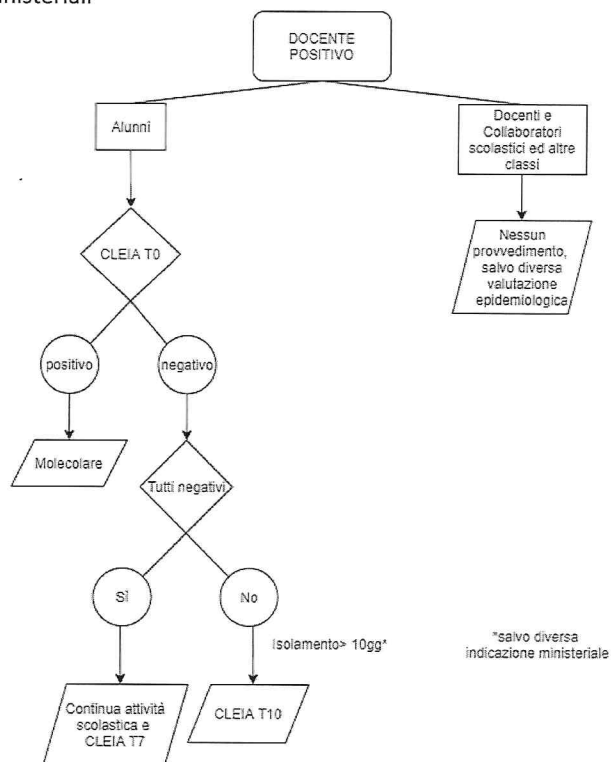 DOCENTE
POSITIVO
Alunni
Docenti e
Collaboratori
scolastici ed altre
classi
CLEIA T0
Nessun
provvedimento,
salvo diversa
valutazione
epidemiologica
positivo
negativo
Molecolare
Tutti negativi
Sì
No
Isolamento> 10gg*
*salvo diversa
indicazione ministeriale
Continua attività
scolastica e
CLEIA T7
CLEIA T10